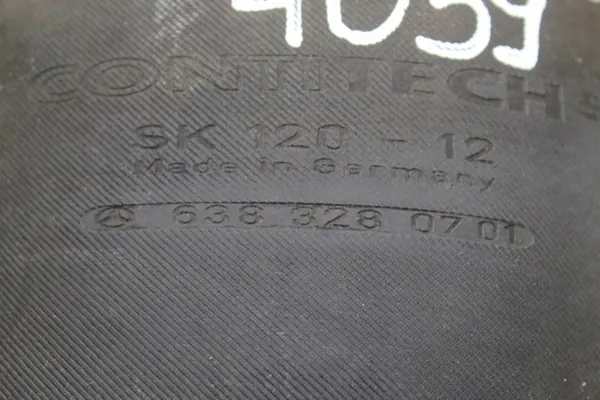 4039
CONTITECH
SK 120 - 12
Made in Germany
638 328 07 01